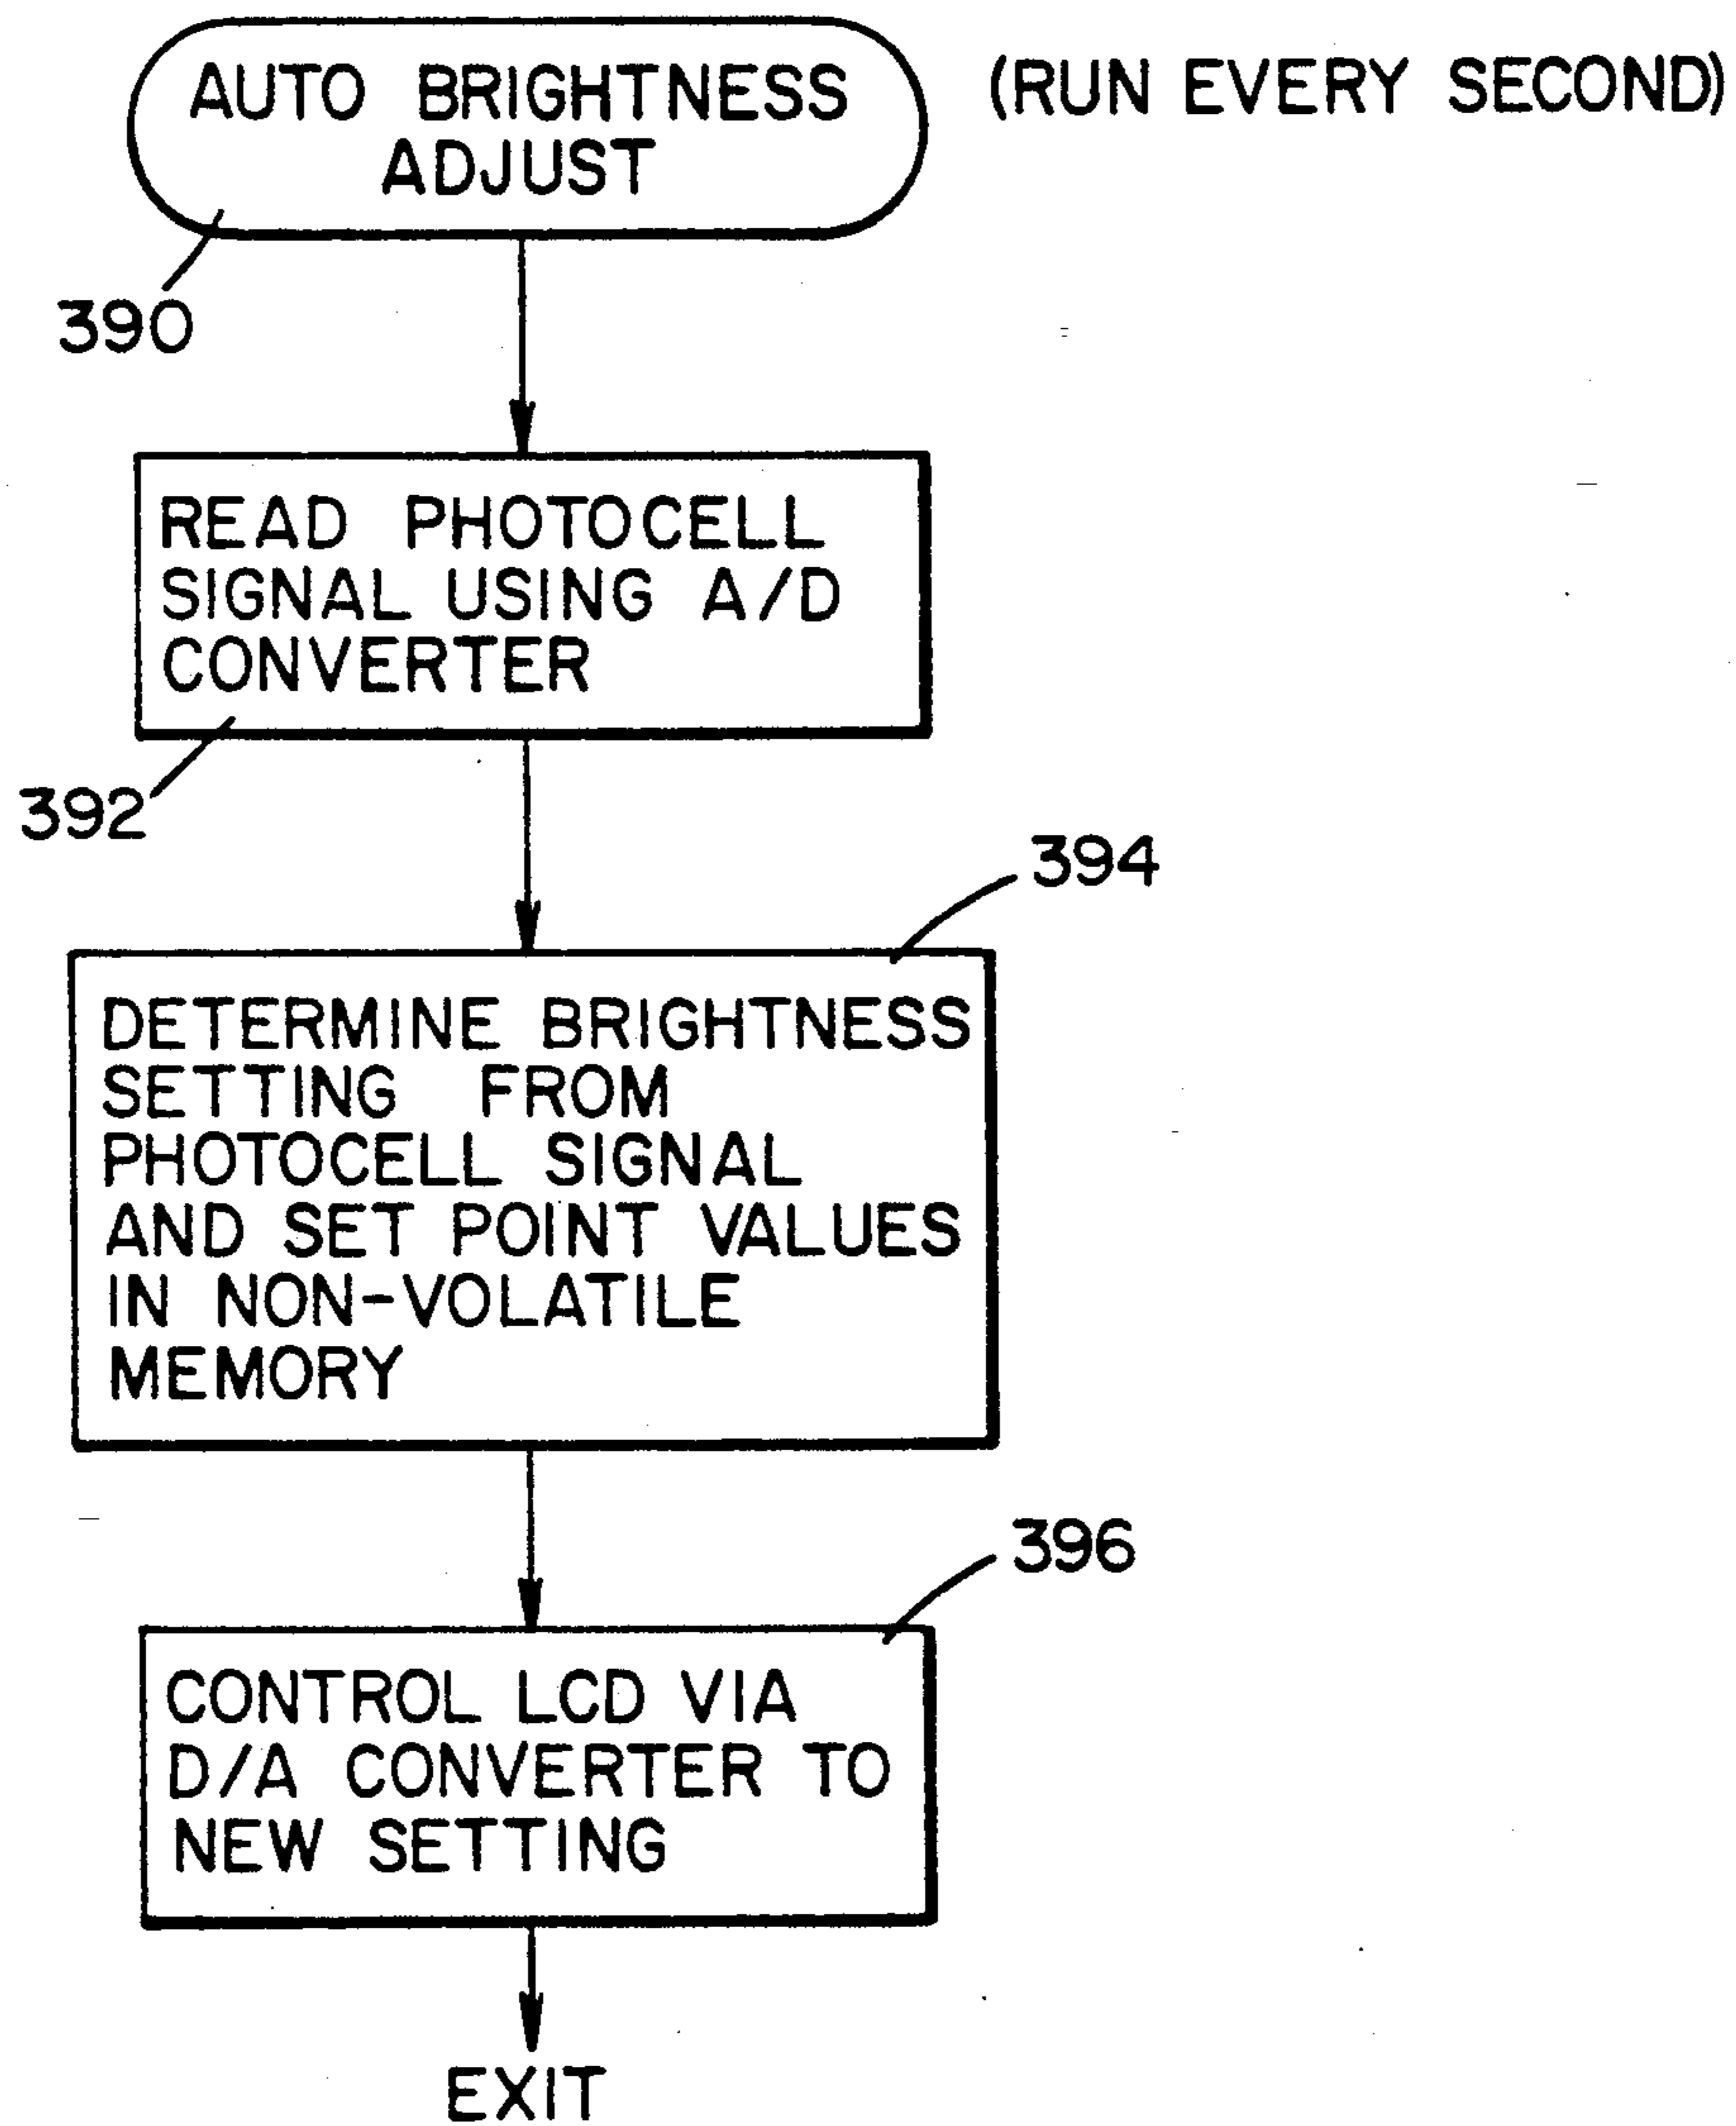 AUTO BRIGHTNESS
ADJUST
(RUN EVERY SECOND)
390
READ PHOTOCELL
SIGNAL USING A/D
CONVERTER
392
394
DETERMINE BRIGHTNESS
SETTING FROM
PHOTOCELL SIGNAL
AND SET POINT VALUES
IN NON-VOLATILE
MEMORY
396
CONTROL LCD VIA
D/A CONVERTER TO
NEW SETTING
EXIT